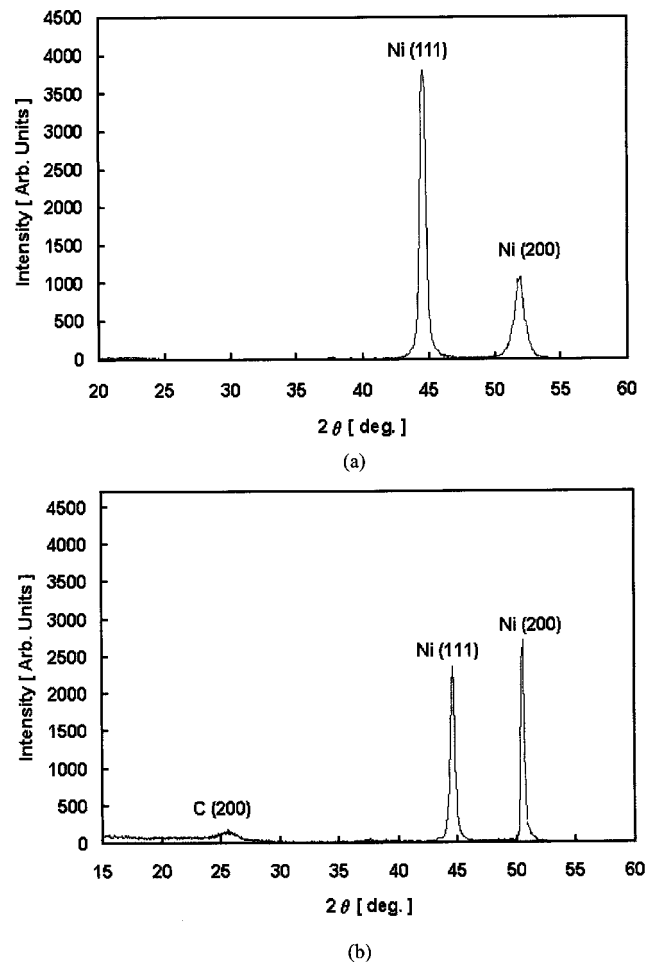 4500
Ni (111)
4000
3500
3000
2500
2000
1500
Ni (200)
1000
500
0
Intensity [ Arb. Units ]
20 25 30 35 40 45 50 55 60
2 θ [ deg. ]
(a)
4500
4000
3500
3000
Ni (200)
2500
Ni (111)
2000
1500
1000
500
C (200)
0
Intensity [ Arb. Units ]
15 20 25 30 35 40 45 50 55 60
2 θ [ deg. ]
(b)